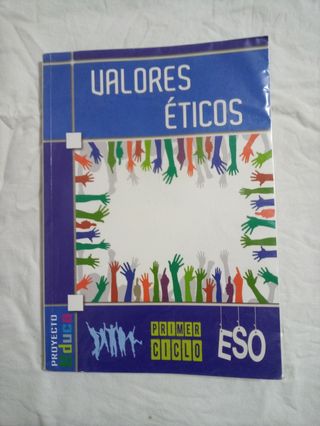 VALORES
ÉTICOS
PROYECTO
educa
PRIMER
CICLO
ESO